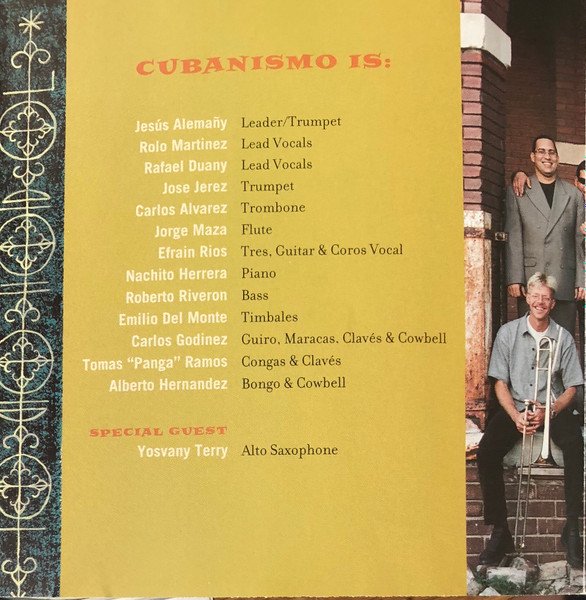 CUBANISMO IS:
Jesús Alemañy Leader/Trumpet
Rolo Martinez Lead Vocals
Rafael Duany Lead Vocals
Jose Jerez Trumpet
Carlos Alvarez Trombone
Jorge Maza Flute
Efrain Rios Tres, Guitar & Coros Vocal
Nachito Herrera Piano
Roberto Riveron Bass
Emilio Del Monte Timbales
Carlos Godinez Guiro, Maracas, Clavés & Cowbell
Tomas "Panga" Ramos Congas & Clavés
Alberto Hernandez Bongo & Cowbell
SPECIAL GUEST
Yosvany Terry Alto Saxophone